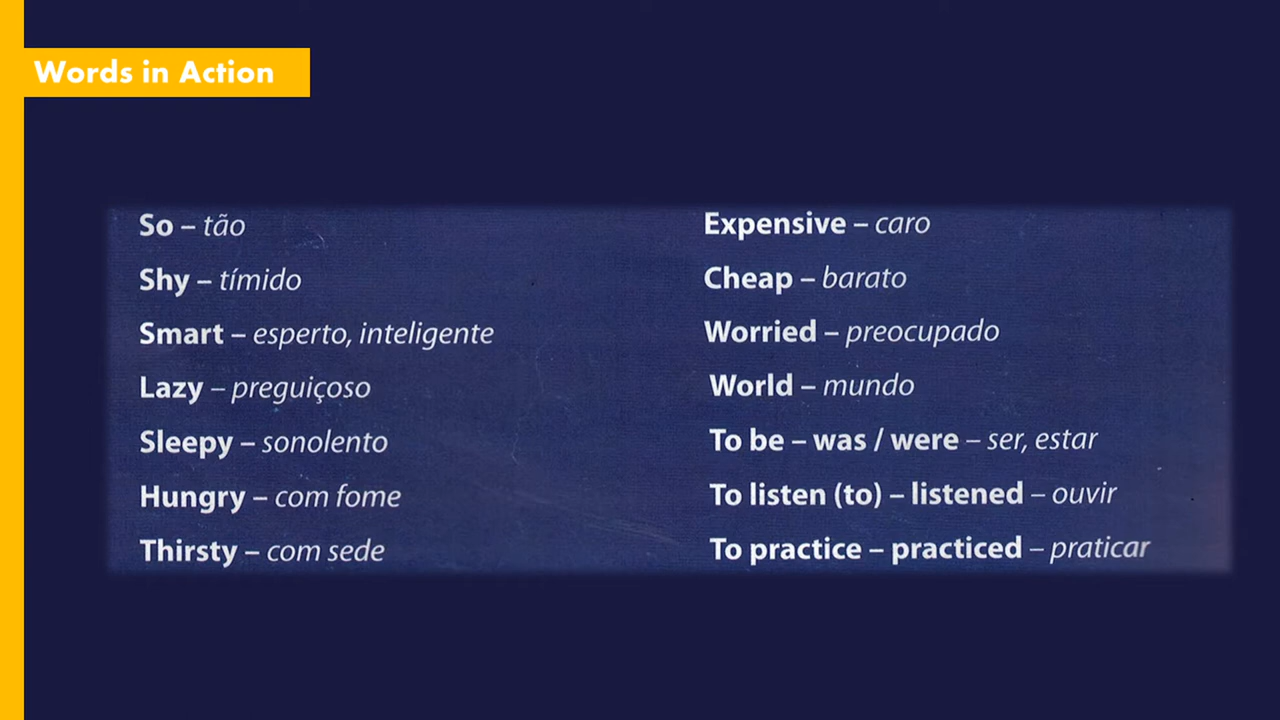 Words in Action
So – tão
Shy – tímido
Smart – esperto, inteligente
Lazy – preguiçoso
Sleepy – sonolento
Hungry – com fome
Thirsty – com sede
Expensive – caro
Cheap – barato
Worried – preocupado
World – mundo
To be – was / were – ser, estar
To listen (to) – listened – ouvir
To practice – practiced – praticar